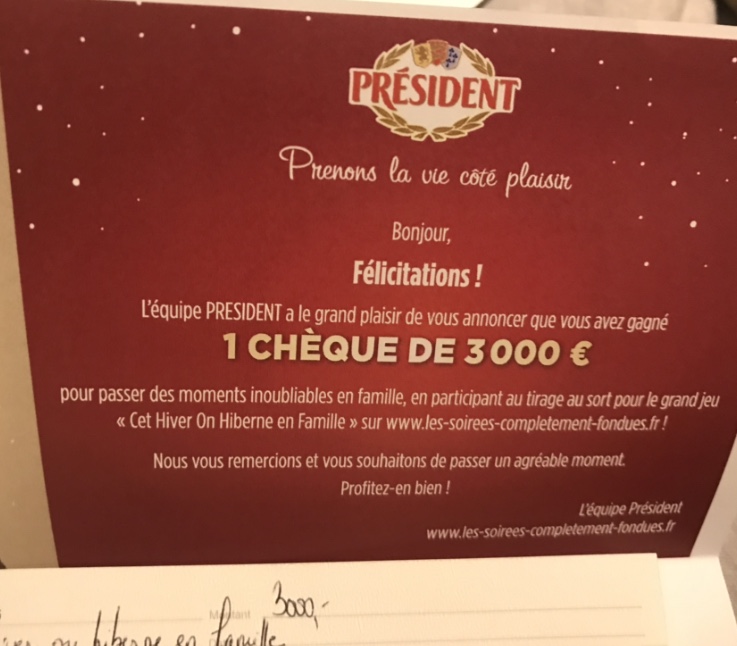 PRÉSIDENT
Prenons la vie côté plaisir
Bonjour,
Félicitations !
L'équipe PRESIDENT a le grand plaisir de vous annoncer que vous avez gagné
1 CHÈQUE DE 3000 €
pour passer des moments inoubliables en famille, en participant au tirage au sort pour le grand jeu
« Cet Hiver On Hiberne en Famille » sur www.les-soirees-completement-fondues.fr !
Nous vous remercions et vous souhaitons de passer un agréable moment.
Profitez-en bien !
L'équipe Président
www.les-soirees-completement-fondues.fr
Montant 3000,-
on hiberne en famille